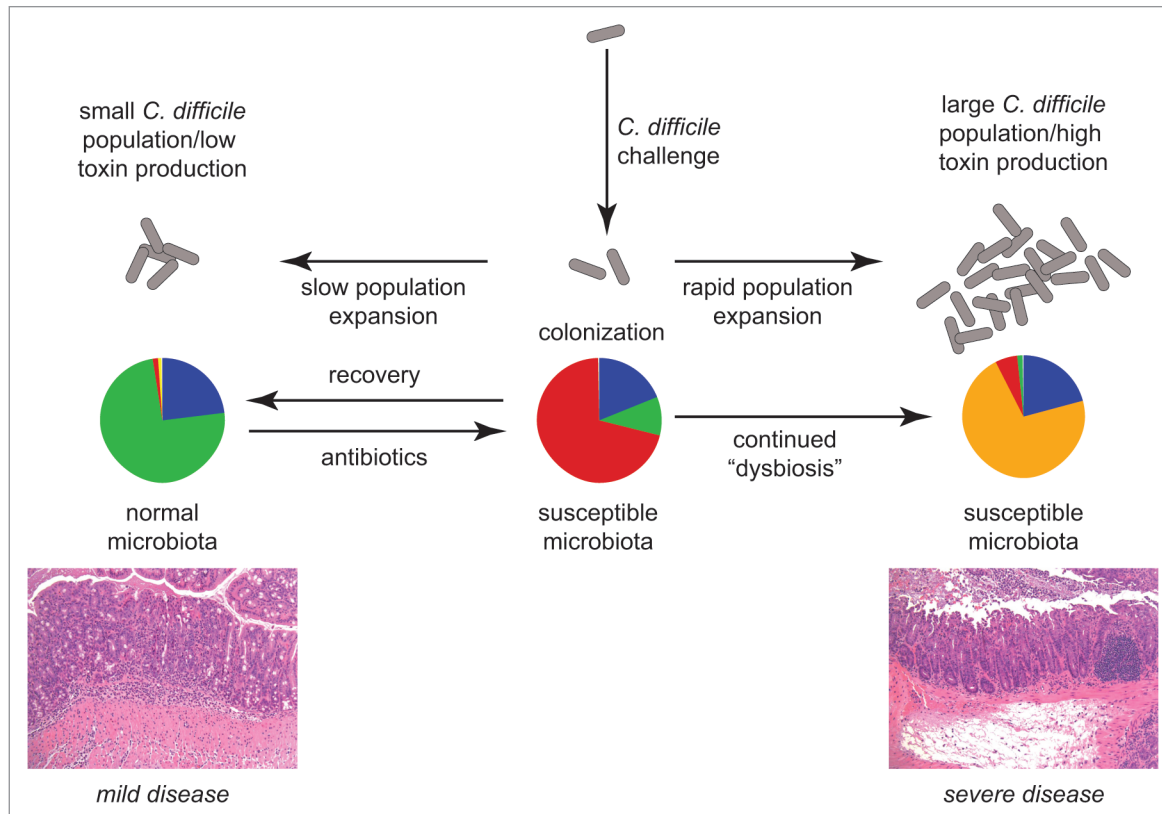 small C. difficile
population/low
toxin production
C. difficile
challenge
large C. difficile
population/high
toxin production
slow population
expansion
colonization
rapid population
expansion
recovery
antibiotics
continued
“dysbiosis”
normal
microbiota
susceptible
microbiota
susceptible
microbiota
mild disease
severe disease